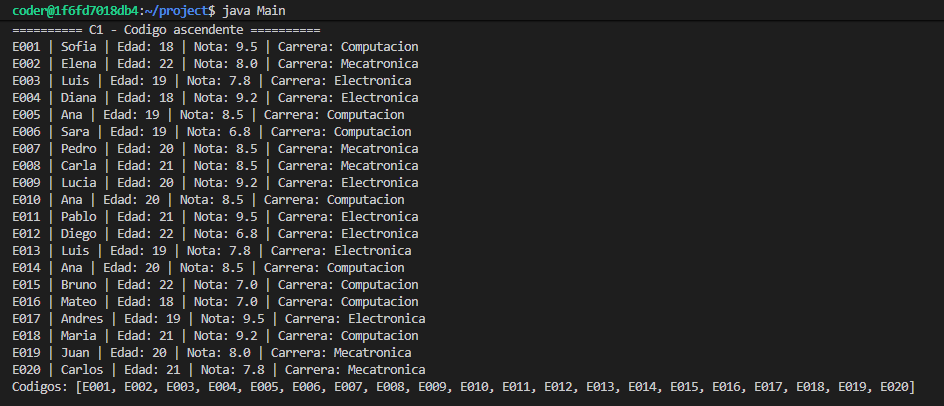 coder@1f6fd7018db4:~/project$ java Main
========== C1 - Codigo ascendente ==========
E001 | Sofia | Edad: 18 | Nota: 9.5 | Carrera: Computacion
E002 | Elena | Edad: 22 | Nota: 8.0 | Carrera: Mecatronica
E003 | Luis | Edad: 19 | Nota: 7.8 | Carrera: Electronica
E004 | Diana | Edad: 18 | Nota: 9.2 | Carrera: Electronica
E005 | Ana | Edad: 19 | Nota: 8.5 | Carrera: Computacion
E006 | Sara | Edad: 19 | Nota: 6.8 | Carrera: Computacion
E007 | Pedro | Edad: 20 | Nota: 8.5 | Carrera: Mecatronica
E008 | Carla | Edad: 21 | Nota: 8.5 | Carrera: Mecatronica
E009 | Lucia | Edad: 20 | Nota: 9.2 | Carrera: Electronica
E010 | Ana | Edad: 20 | Nota: 8.5 | Carrera: Computacion
E011 | Pablo | Edad: 21 | Nota: 9.5 | Carrera: Electronica
E012 | Diego | Edad: 22 | Nota: 6.8 | Carrera: Electronica
E013 | Luis | Edad: 19 | Nota: 7.8 | Carrera: Electronica
E014 | Ana | Edad: 20 | Nota: 8.5 | Carrera: Computacion
E015 | Bruno | Edad: 22 | Nota: 7.0 | Carrera: Computacion
E016 | Mateo | Edad: 18 | Nota: 7.0 | Carrera: Computacion
E017 | Andres | Edad: 19 | Nota: 9.5 | Carrera: Electronica
E018 | Maria | Edad: 21 | Nota: 9.2 | Carrera: Computacion
E019 | Juan | Edad: 20 | Nota: 8.0 | Carrera: Mecatronica
E020 | Carlos | Edad: 21 | Nota: 7.8 | Carrera: Mecatronica
Codigos: [E001, E002, E003, E004, E005, E006, E007, E008, E009, E010, E011, E012, E013, E014, E015, E016, E017, E018, E019, E020]